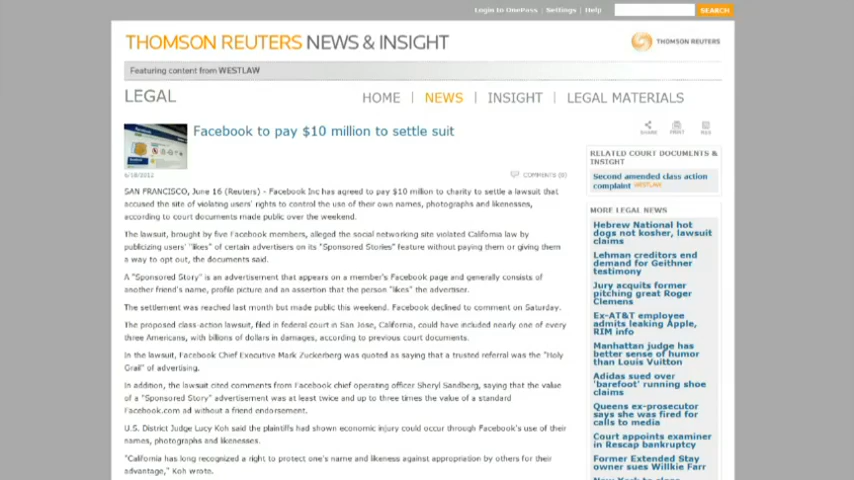 Login to OnePass | Settings | Help
SEARCH
THOMSON REUTERS NEWS & INSIGHT
THOMSON REUTERS
Featuring content from WESTLAW
LEGAL
HOME | NEWS | INSIGHT | LEGAL MATERIALS
Facebook to pay $10 million to settle suit
SHARE
PRINT
RSS
6/18/2012
COMMENTS (0)
SAN FRANCISCO, June 16 (Reuters) - Facebook Inc has agreed to pay $10 million to charity to settle a lawsuit that
accused the site of violating users' rights to control the use of their own names, photographs and likenesses,
according to court documents made public over the weekend.
The lawsuit, brought by five Facebook members, alleged the social networking site violated California law by
publicizing users' "likes" of certain advertisers on its "Sponsored Stories" feature without paying them or giving them
a way to opt out, the documents said.
A "Sponsored Story" is an advertisement that appears on a member's Facebook page and generally consists of
another friend's name, profile picture and an assertion that the person "likes" the advertiser.
The settlement was reached last month but made public this weekend. Facebook declined to comment on Saturday.
The proposed class-action lawsuit, filed in federal court in San Jose, California, could have included nearly one of every
three Americans, with billions of dollars in damages, according to previous court documents.
In the lawsuit, Facebook Chief Executive Mark Zuckerberg was quoted as saying that a trusted referral was the "Holy
Grail" of advertising.
In addition, the lawsuit cited comments from Facebook chief operating officer Sheryl Sandberg, saying that the value
of a "Sponsored Story" advertisement was at least twice and up to three times the value of a standard
Facebook.com ad without a friend endorsement.
U.S. District Judge Lucy Koh said the plaintiffs had shown economic injury could occur through Facebook's use of their
names, photographs and likenesses.
"California has long recognized a right to protect one's name and likeness against appropriation by others for their
advantage," Koh wrote.
RELATED COURT DOCUMENTS &
INSIGHT
Second amended class action
complaint WESTLAW
MORE LEGAL NEWS
Hebrew National hot
dogs not kosher, lawsuit
claims
Lehman creditors end
demand for Geithner
testimony
Jury acquits former
pitching great Roger
Clemens
Ex-AT&T employee
admits leaking Apple,
RIM info
Manhattan judge has
better sense of humor
than Louis Vuitton
Adidas sued over
'barefoot' running shoe
claims
Queens ex-prosecutor
says she was fired for
calls to media
Court appoints examiner
in Rescap bankruptcy
Former Extended Stay
owner sues Willkie Farr